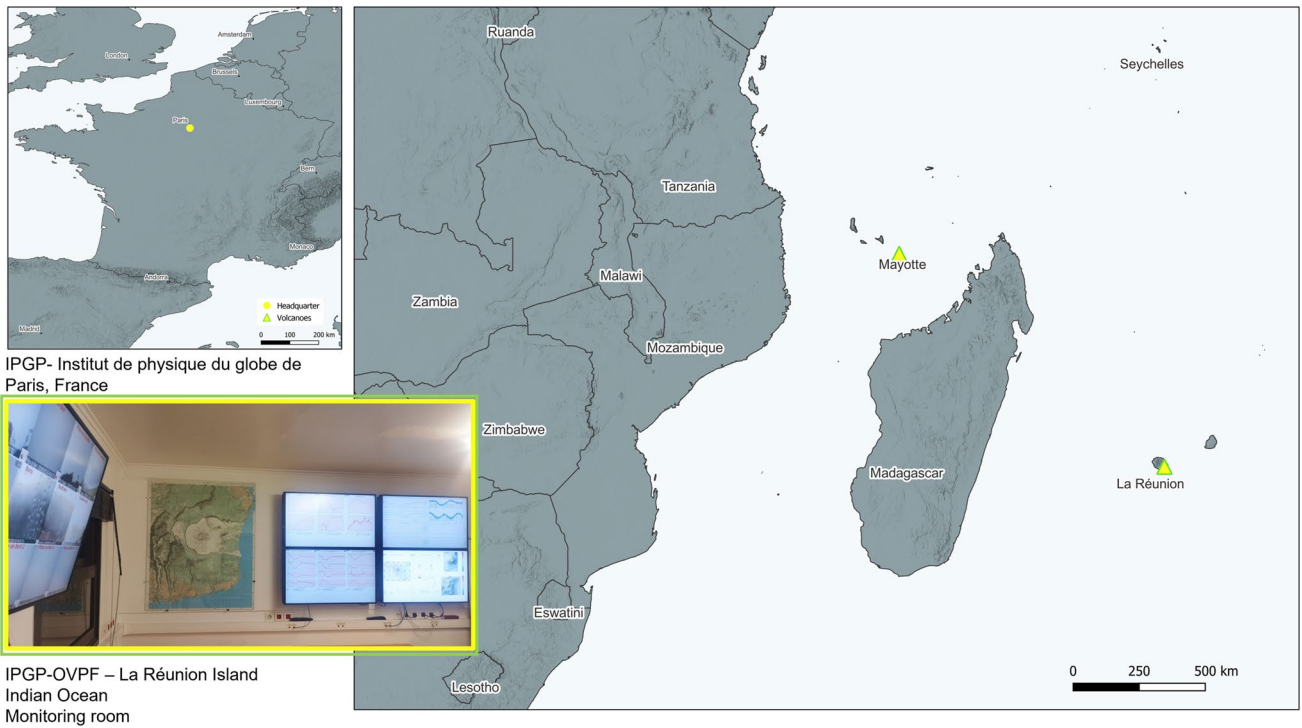 Amsterdam
London
Brussels
Luxembourg
Paris
Bern
Monaco
Andorra
Madrid
Headquarter
Volcanoes
0 100 200 km
IPGP- Institut de physique du globe de
Paris, France
Ruanda
Seychelles
Tanzania
Mayotte
Malawi
Zambia
Mozambique
Zimbabwe
Madagascar
La Réunion
Eswatini
Lesotho
0 250 500 km
IPGP-OVPF – La Réunion Island
Indian Ocean
Monitoring room